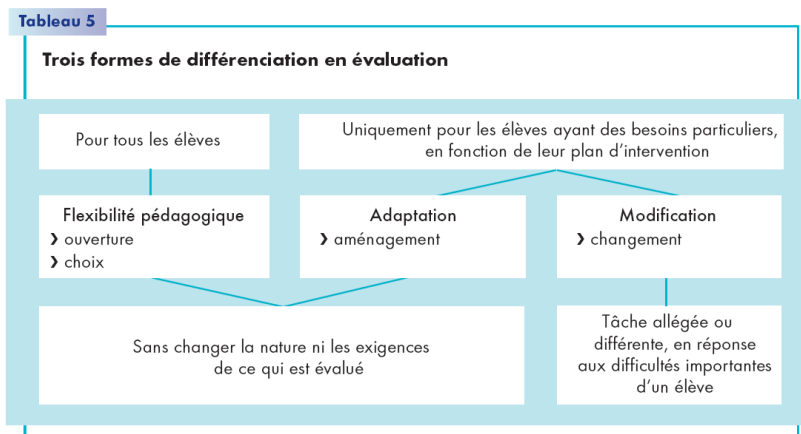 Tableau 5
Trois formes de différenciation en évaluation
Pour tous les élèves
Uniquement pour les élèves ayant des besoins particuliers,
en fonction de leur plan d’intervention
Flexibilité pédagogique
❯ ouverture
❯ choix
Adaptation
❯ aménagement
Modification
❯ changement
Sans changer la nature ni les exigences
de ce qui est évalué
Tâche allégée ou
différente, en réponse
aux difficultés importantes
d’un élève